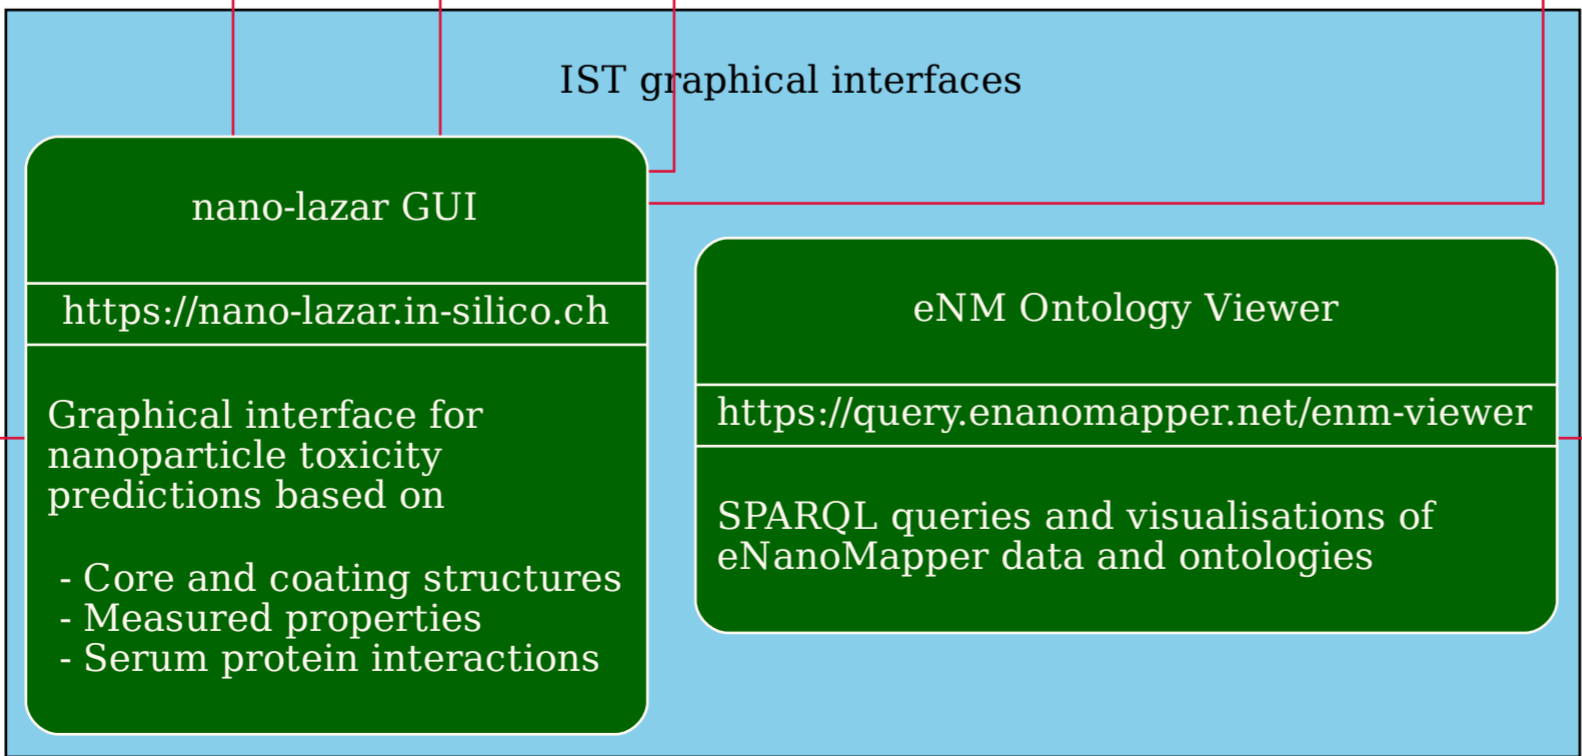 IST graphical interfaces
nano-lazar GUI
https://nano-lazar.in-silico.ch
Graphical interface for
nanoparticle toxicity
predictions based on
- Core and coating structures
- Measured properties
- Serum protein interactions
eNM Ontology Viewer
https://query.enanomapper.net/enm-viewer
SPARQL queries and visualisations of
eNanoMapper data and ontologies